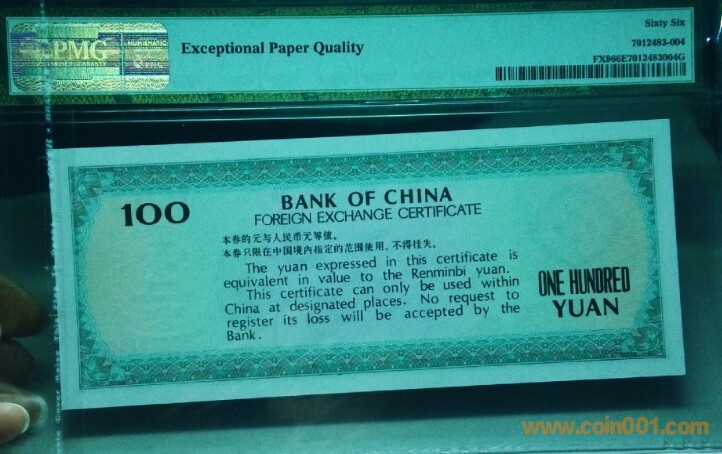 PMG
NUMISMATIC
Exceptional Paper Quality
Sixty Six
7012483-004
FX866E7012483004G
100
BANK OF CHINA
FOREIGN EXCHANGE CERTIFICATE
本券的元与人民币元等值。
本券只限在中国境内指定的范围使用，不得挂失。
The yuan expressed in this certificate is
equivalent in value to the Renminbi yuan.
This certificate can only be used within
China at designated places. No request to
register its loss will be accepted by the
Bank.
ONE HUNDRED
YUAN
www.coin001.com